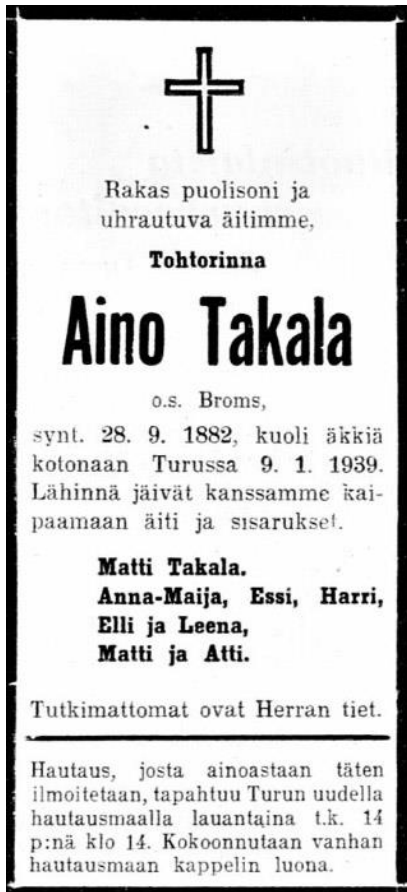 Rakas puolisoni ja
uhrautuva äitimme,
Tohtorinna
Aino Takala
o.s. Broms,
synt. 28. 9. 1882, kuoli äkkiä
kotonaan Turussa 9. 1. 1939.
Lähinnä jäivät kanssamme kai-
paamaan äiti ja sisarukset.
Matti Takala.
Anna-Maija, Essi, Harri,
Elli ja Leena,
Matti ja Atti.
Tutkimattomat ovat Herran tiet.
Hautaus, josta ainoastaan täten
ilmoitetaan, tapahtuu Turun uudella
hautausmaalla lauantaina t.k. 14
p:nä klo 14. Kokoonnutaan vanhan
hautausmaan kappelin luona.